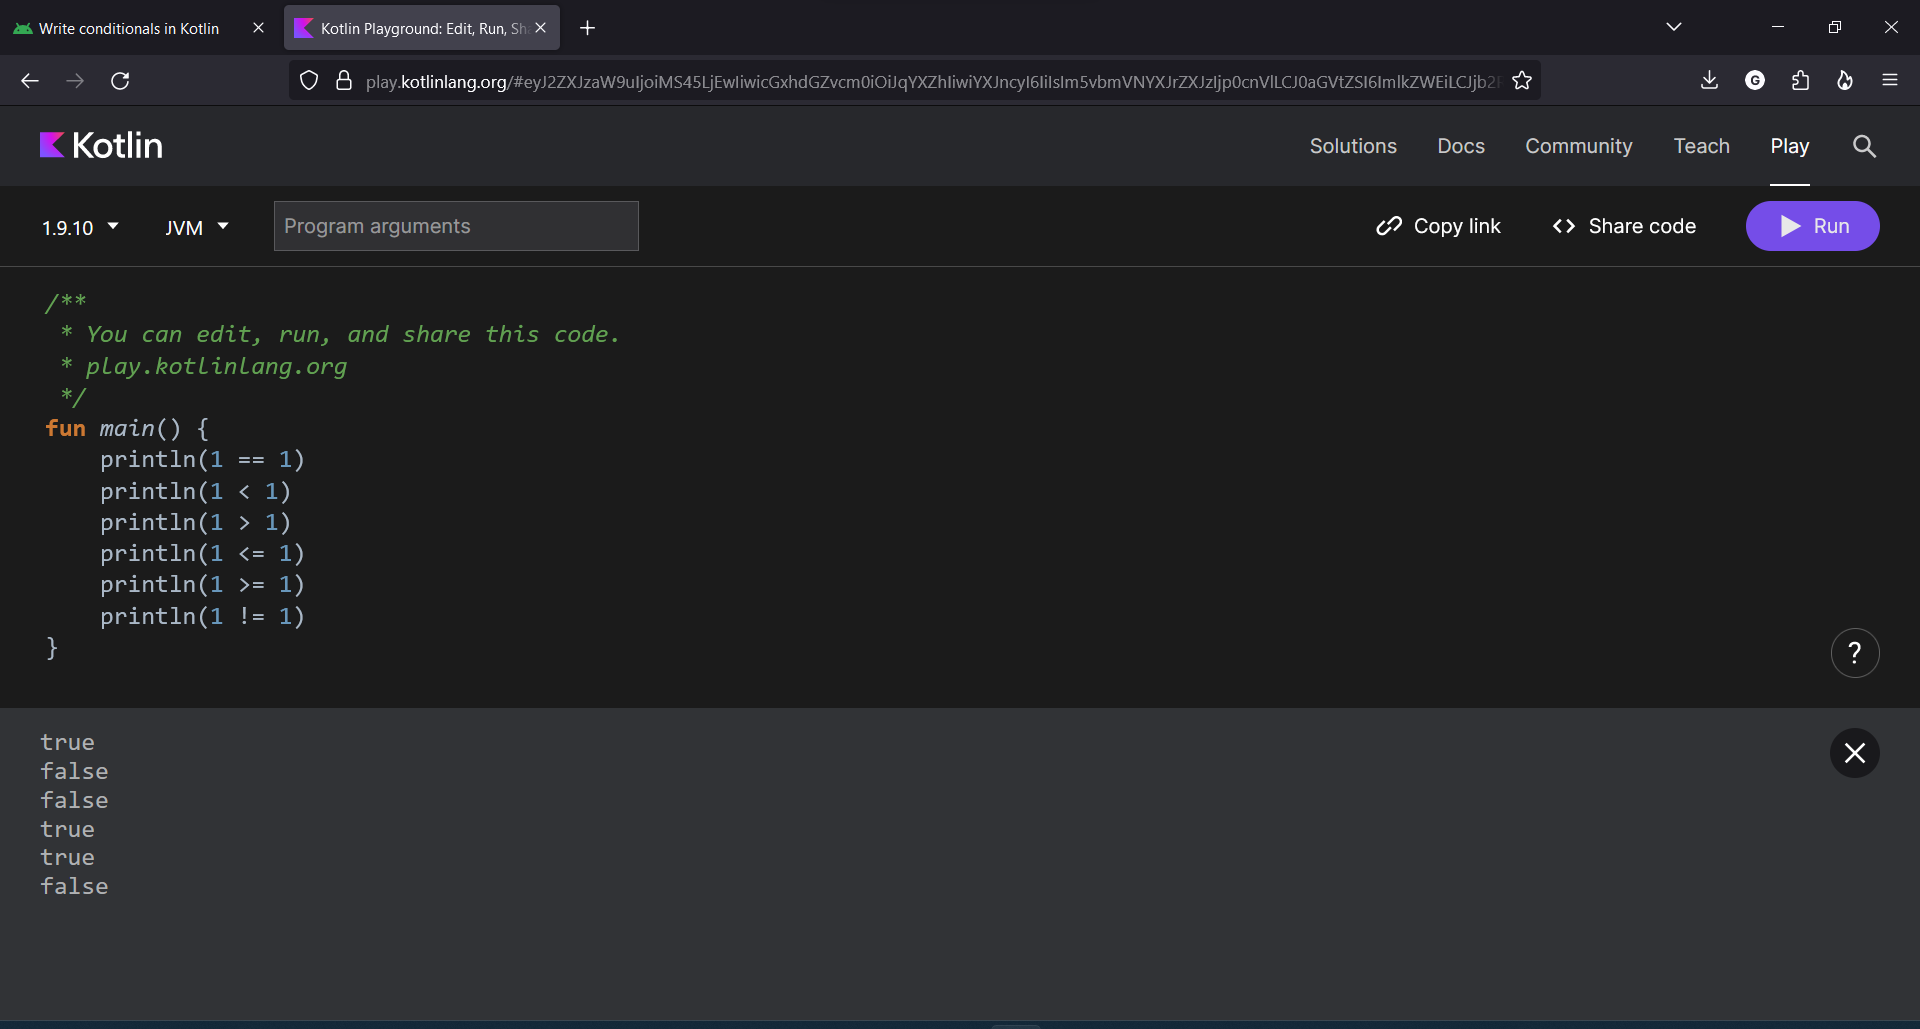 Write conditionals in Kotlin
Kotlin Playground: Edit, Run, Sh
play.kotlinlang.org/#eyJ2ZXJzaW9uIjoiMS45LjEwIiwicGxhdGZvcm0iOiJqYXZhIiwiYXJncyI6IiIsIm5vbmVNYXJrZXJzIjp0cnVlLCJ0aGVtZSI6ImlkZWEiLCJjb2R
G
Kotlin
Solutions Docs Community Teach Play
1.9.10 JVM Program arguments Copy link <> Share code Run
/**
* You can edit, run, and share this code.
* play.kotlinlang.org
*/
fun main() {
println(1 == 1)
println(1 < 1)
println(1 > 1)
println(1 <= 1)
println(1 >= 1)
println(1 != 1)
}
?
true
false
false
true
true
false